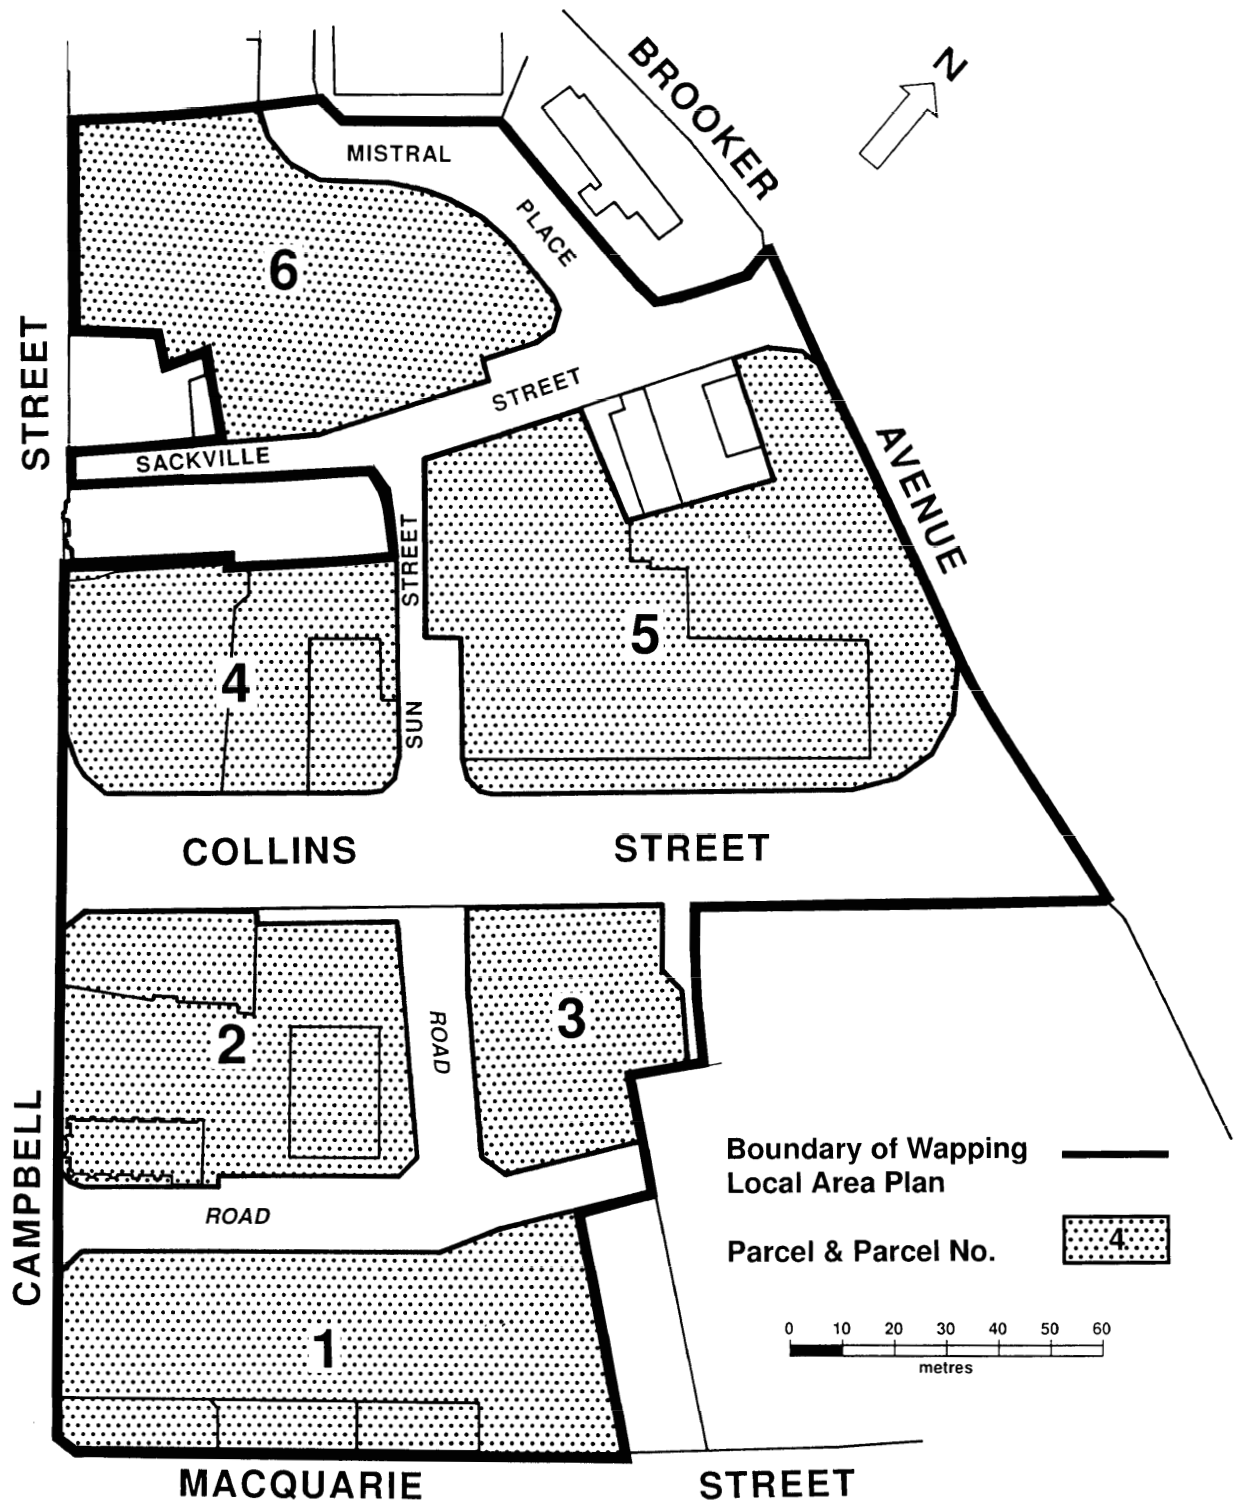 BROOKER
N
MISTRAL
PLACE
6
STREET
STREET
SACKVILLE
AVENUE
STREET
5
4
SUN
COLLINS STREET
3
ROAD
2
CAMPBELL
Boundary of Wapping
Local Area Plan
ROAD
Parcel & Parcel No.
4
1
0 10 20 30 40 50 60
metres
MACQUARIE STREET